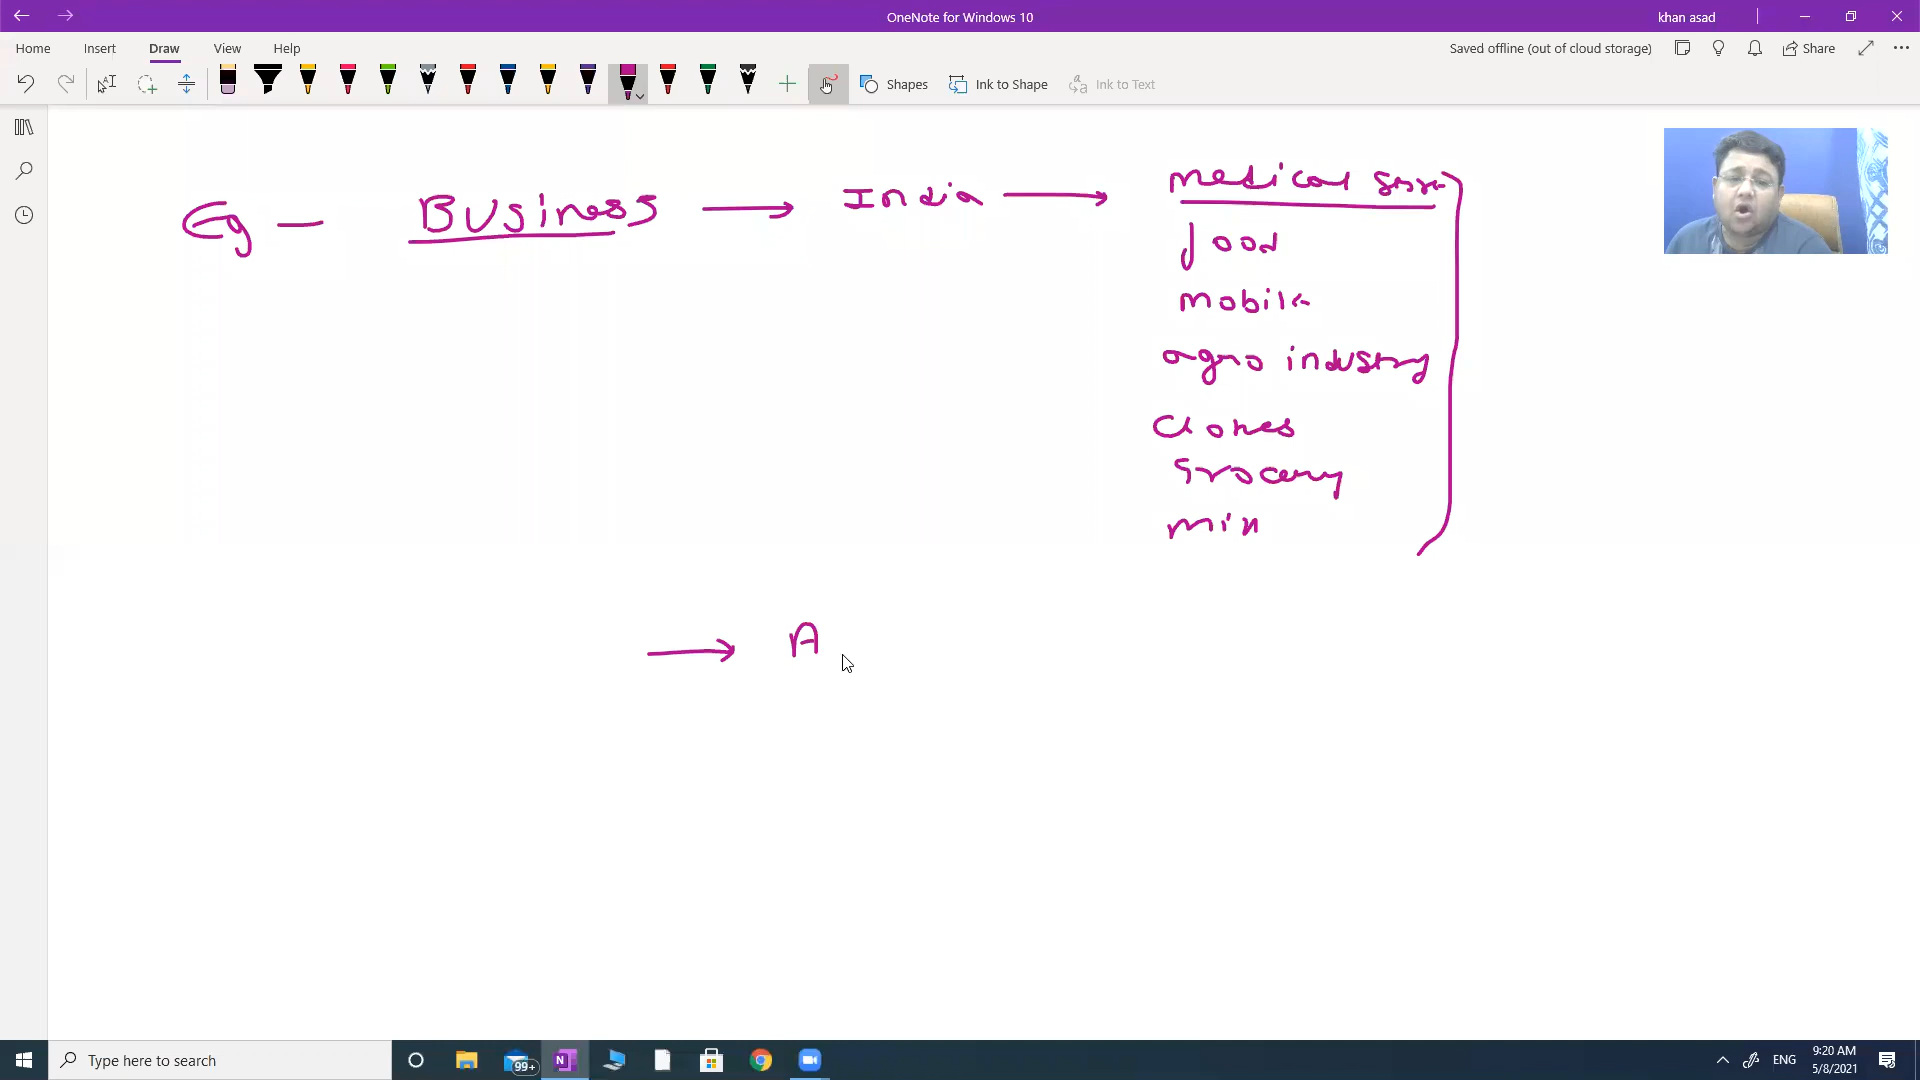 OneNote for Windows 10
khan asad
Home Insert Draw View Help
Saved offline (out of cloud storage) Share
Shapes Ink to Shape Ink to Text
Eg - Business → India → medical
food
mobile
agro industry
clothes
Grocery
mix
→ A
Type here to search
99+
ENG
9:20 AM
5/8/2021